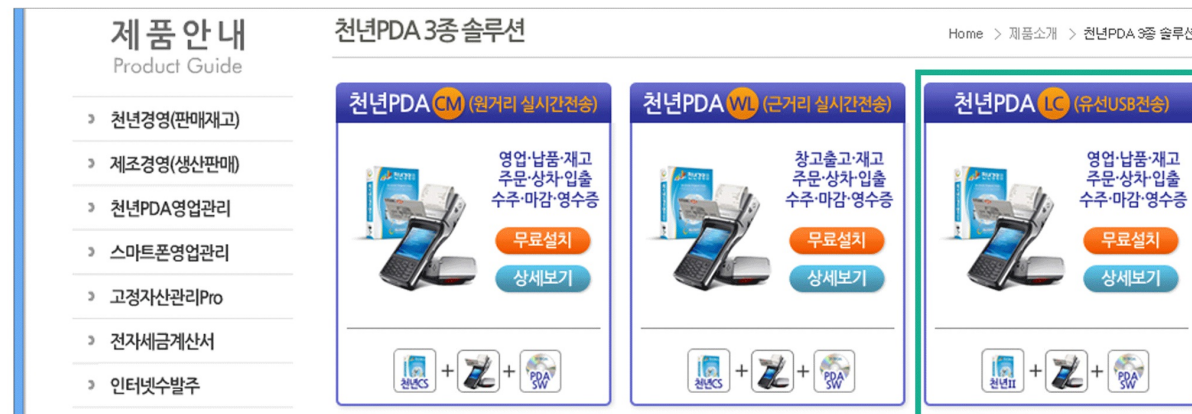 제품안내
Product Guide
천년경영(판매재고)
제조경영(생산판매)
천년PDA영업관리
스마트폰영업관리
고정자산관리Pro
전자세금계산서
인터넷수발주
천년PDA 3종 솔루션
Home > 제품소개 > 천년PDA 3종 솔루션
천년PDA CM (원거리 실시간전송)
영업·납품·재고
주문·상차·입출
수주·마감·영수증
무료설치
상세보기
천년CS + + PDA SW
천년PDA WL (근거리 실시간전송)
창고출고·재고
주문·상차·입출
수주·마감·영수증
무료설치
상세보기
천년CS + + PDA SW
천년PDA LC (유선USB전송)
영업·납품·재고
주문·상차·입출
수주·마감·영수증
무료설치
상세보기
천년II + + PDA SW